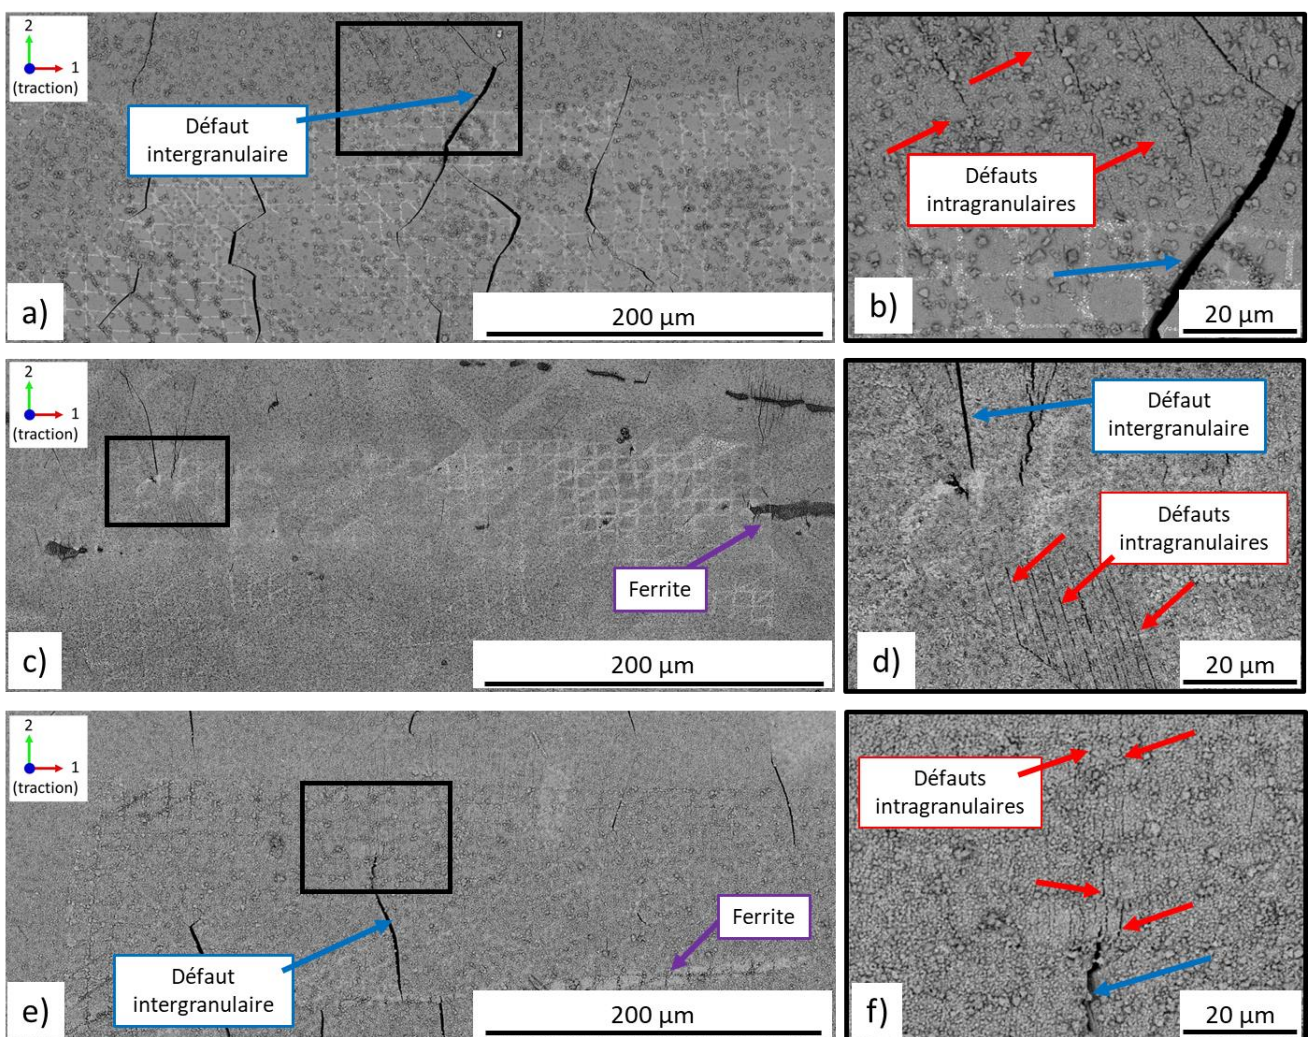 2
1
(traction)
Défaut
intergranulaire
a)
200 µm
Défauts
intragranulaires
b)
20 µm
2
1
(traction)
Ferrite
c)
200 µm
Défaut
intergranulaire
Défauts
intragranulaires
d)
20 µm
2
1
(traction)
Ferrite
Défaut
intergranulaire
e)
200 µm
Défauts
intragranulaires
f)
20 µm